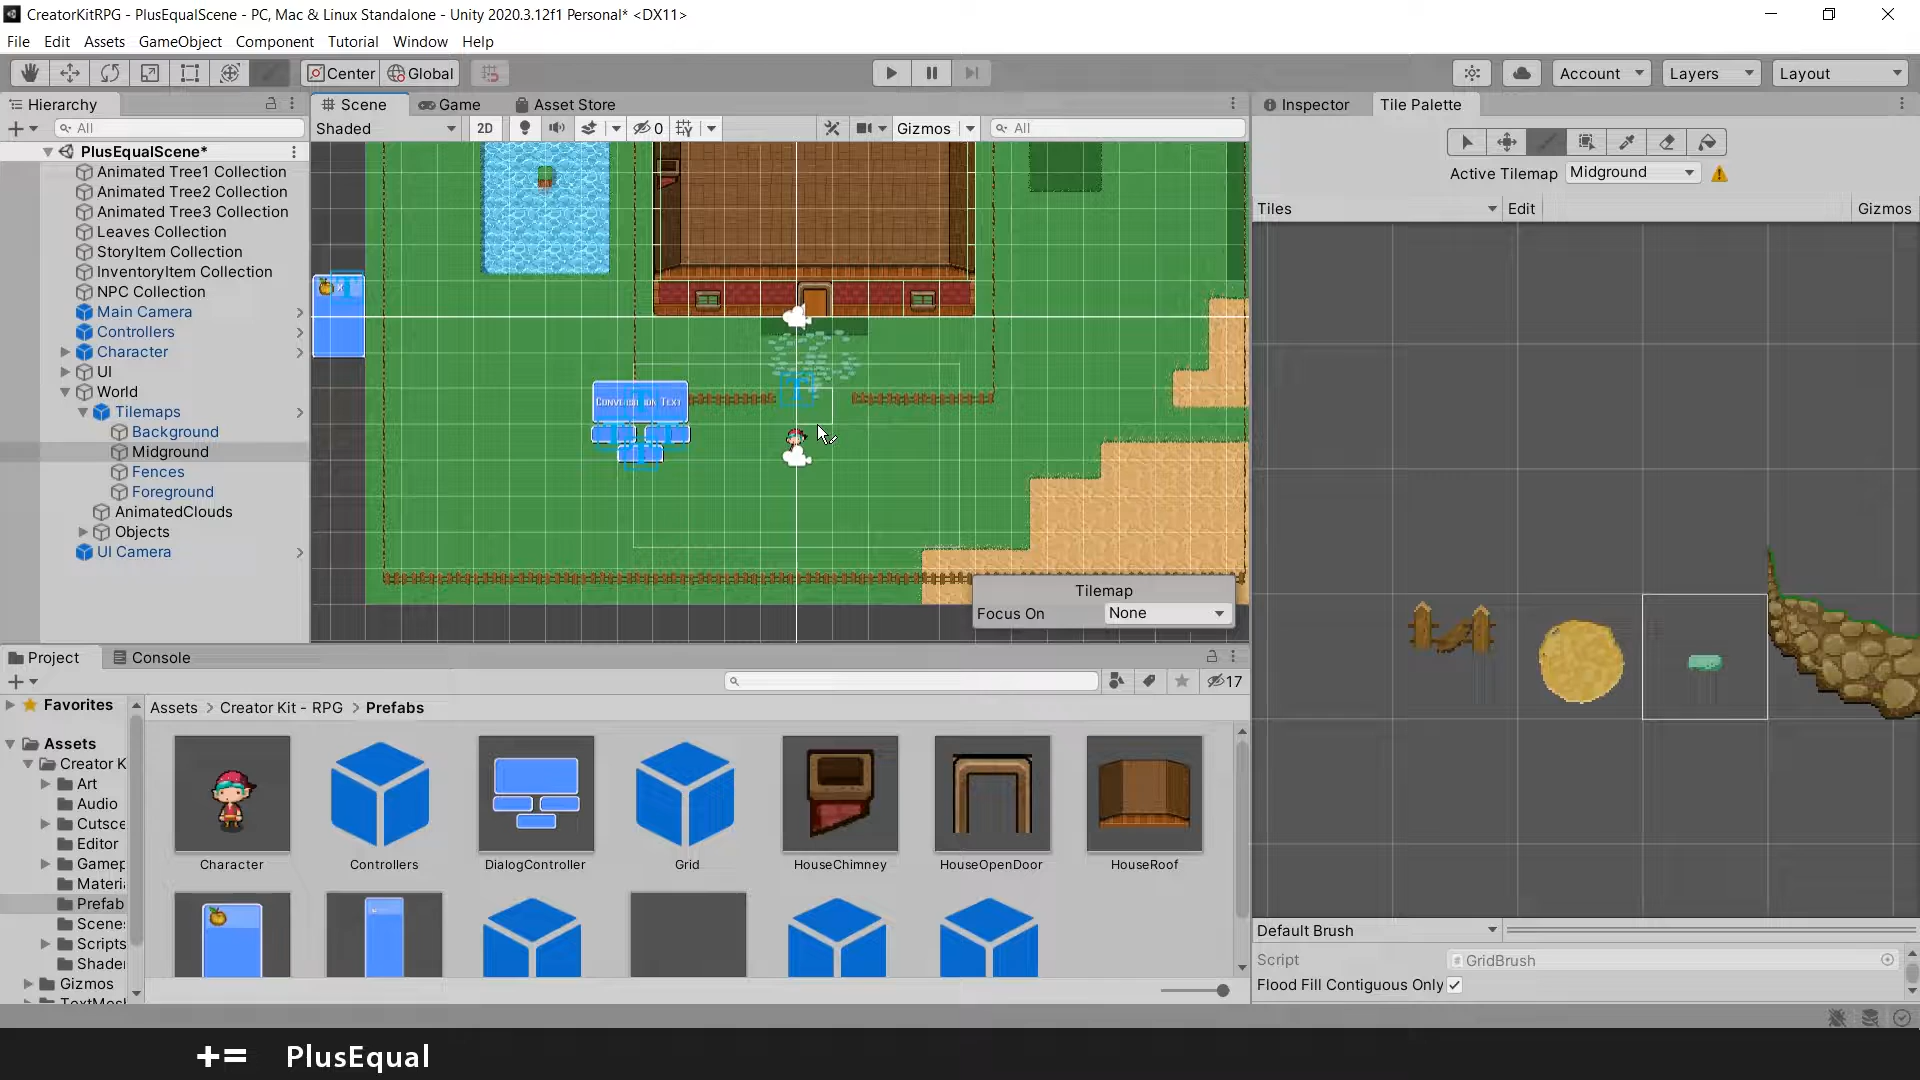 CreatorKitRPG - PlusEqualScene - PC, Mac & Linux Standalone - Unity 2020.3.12f1 Personal* <DX11>
File Edit Assets GameObject Component Tutorial Window Help
Center Global Account Layers Layout
Hierarchy
All
PlusEqualScene*
Animated Tree1 Collection
Animated Tree2 Collection
Animated Tree3 Collection
Leaves Collection
StoryItem Collection
InventoryItem Collection
NPC Collection
Main Camera
Controllers
Character
UI
World
Tilemaps
Background
Midground
Fences
Foreground
AnimatedClouds
Objects
UI Camera
Scene Game Asset Store
Shaded 2D 0 Gizmos All
Tilemap
Focus On None
Inspector Tile Palette
Active Tilemap Midground
Tiles Edit Gizmos
Default Brush
Script GridBrush
Flood Fill Contiguous Only
Project Console
17
Favorites
Assets
Creator K
Art
Audio
Cutsce
Editor
Gamep
Materia
Prefab
Scene
Scripts
Shader
Gizmos
Assets > Creator Kit - RPG > Prefabs
Character Controllers DialogController Grid HouseChimney HouseOpenDoor HouseRoof
+= PlusEqual